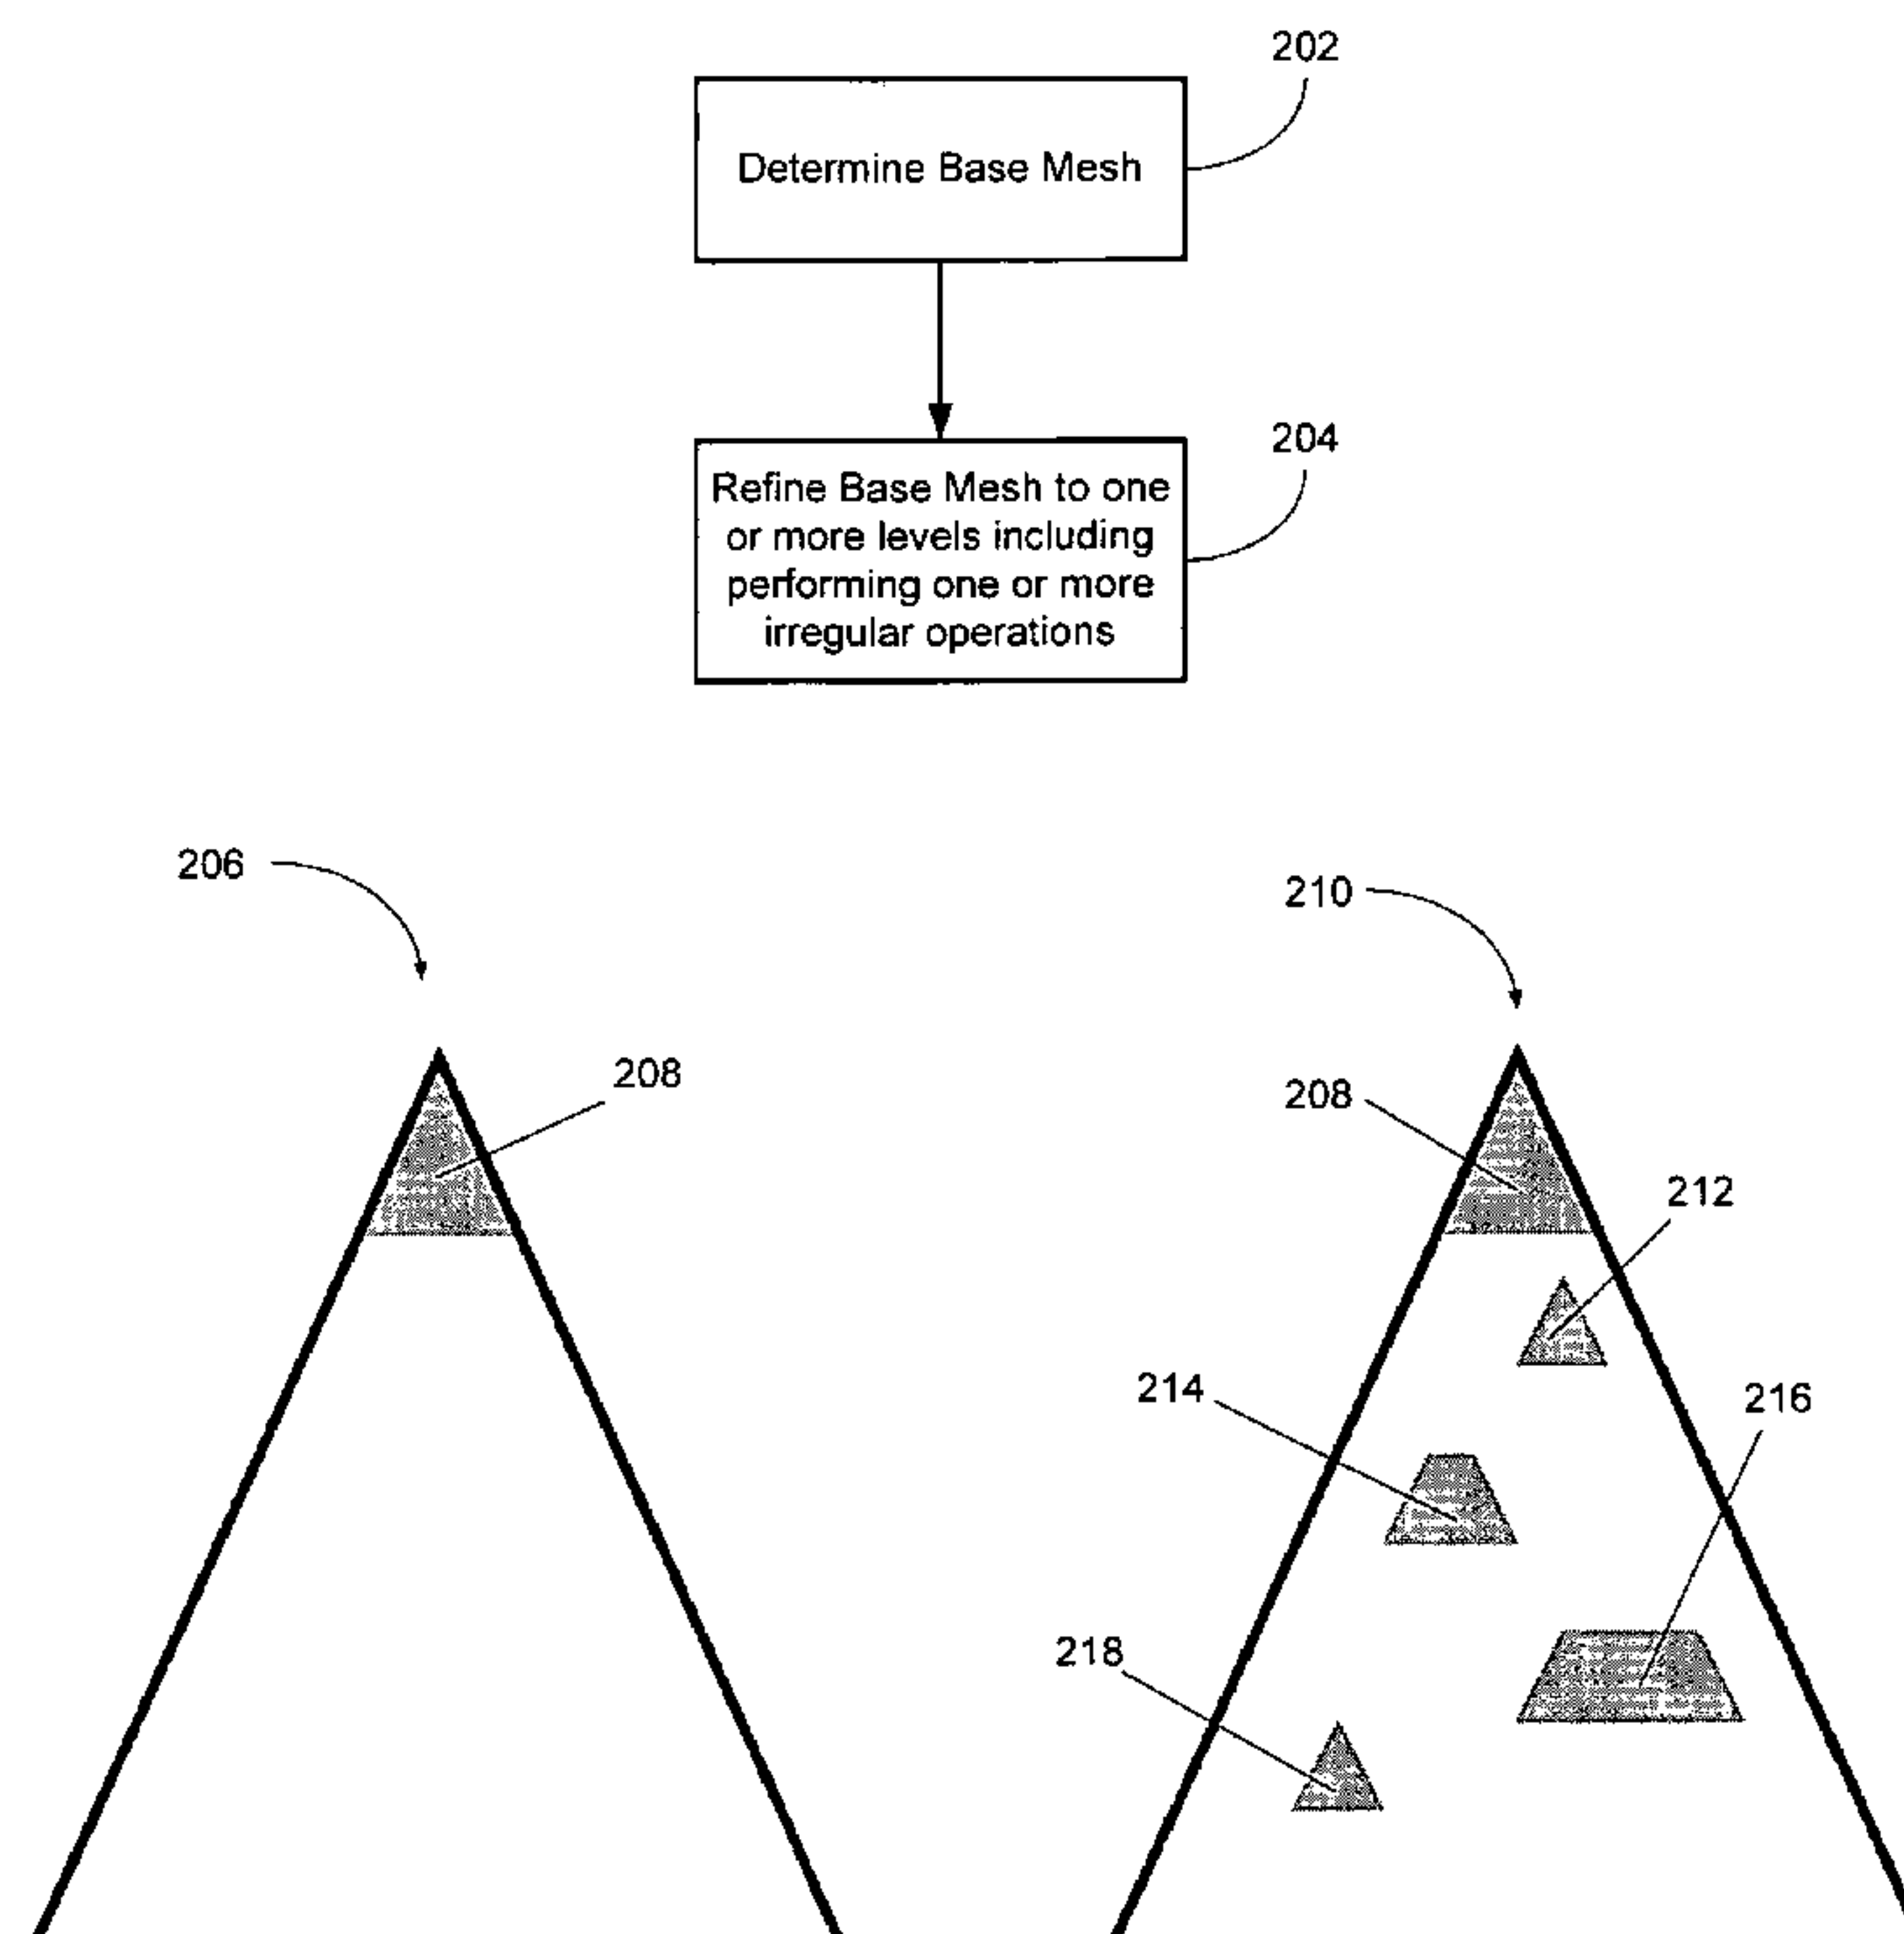 202
Determine Base Mesh
204
Refine Base Mesh to one
or more levels including
performing one or more
irregular operations
206
210
208
208
212
214
216
218